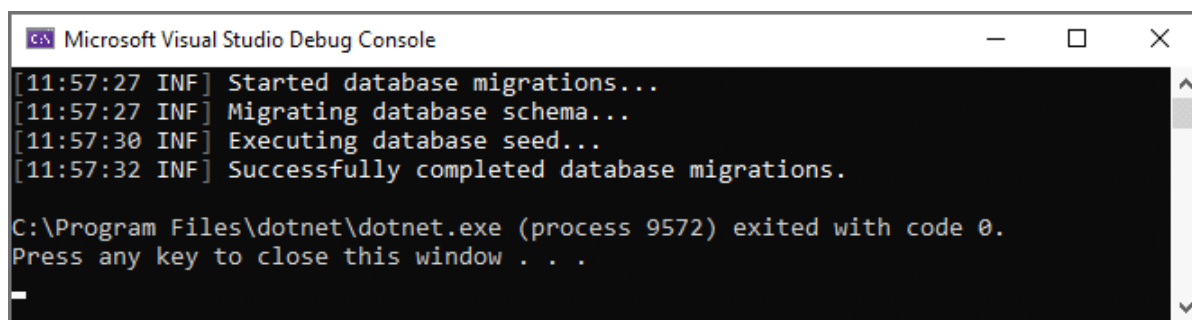 Microsoft Visual Studio Debug Console
[11:57:27 INF] Started database migrations...
[11:57:27 INF] Migrating database schema...
[11:57:30 INF] Executing database seed...
[11:57:32 INF] Successfully completed database migrations.
C:\Program Files\dotnet\dotnet.exe (process 9572) exited with code 0.
Press any key to close this window . . .